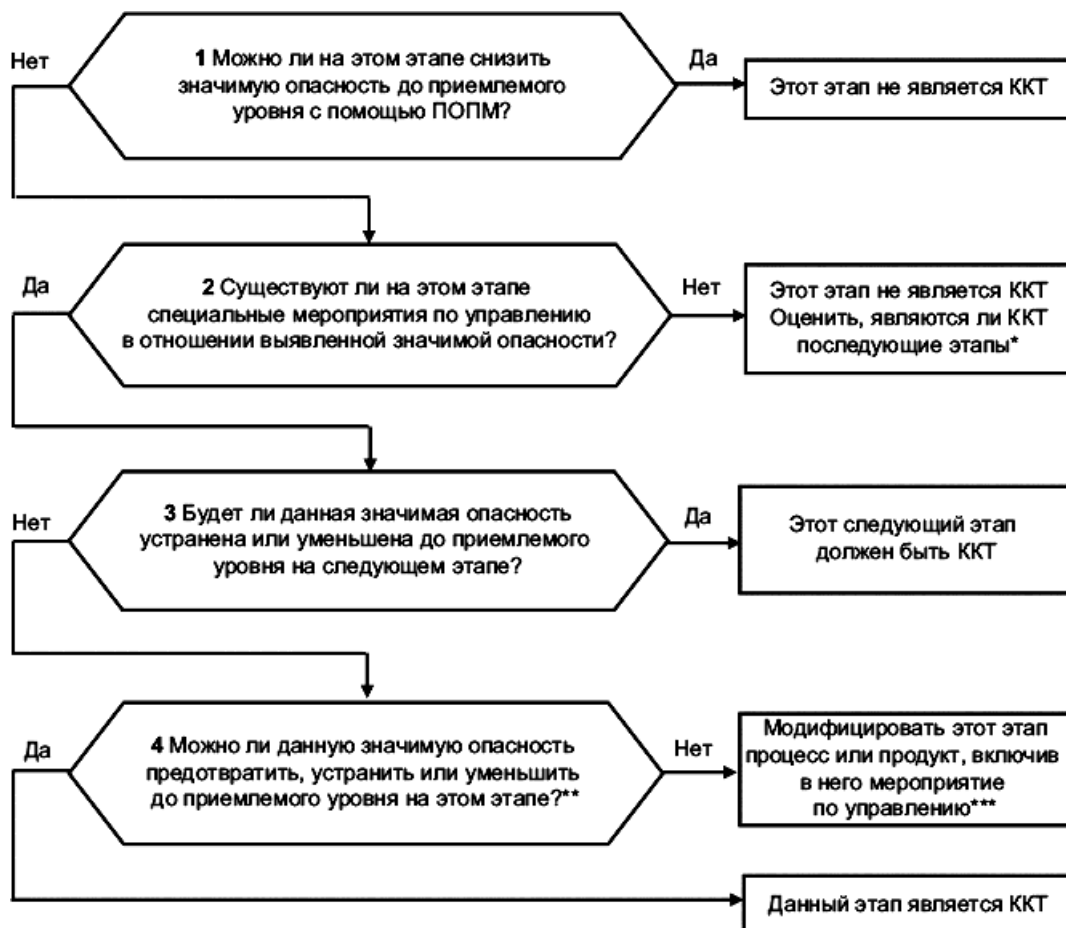 Нет
1 Можно ли на этом этапе снизить
значимую опасность до приемлемого
уровня с помощью ПОПМ?
Да
Этот этап не является ККТ
Да
2 Существуют ли на этом этапе
специальные мероприятия по управлению
в отношении выявленной значимой опасности?
Нет
Этот этап не является ККТ
Оценить, являются ли ККТ
последующие этапы*
Нет
3 Будет ли данная значимая опасность
устранена или уменьшена до приемлемого
уровня на следующем этапе?
Да
Этот следующий этап
должен быть ККТ
Да
4 Можно ли данную значимую опасность
предотвратить, устранить или уменьшить
до приемлемого уровня на этом этапе?**
Нет
Модифицировать этот этап
процесс или продукт, включив
в него мероприятие
по управлению***
Данный этап является ККТ